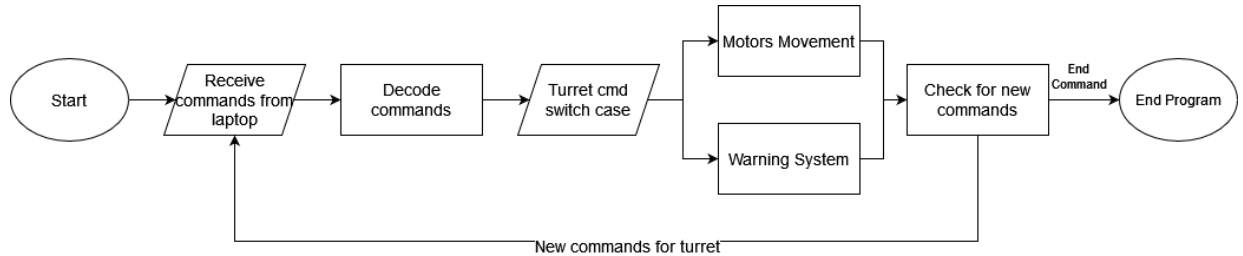 Start
Receive
commands from
laptop
Decode
commands
Turret cmd
switch case
Motors Movement
Warning System
Check for new
commands
End
Command
End Program
New commands for turret